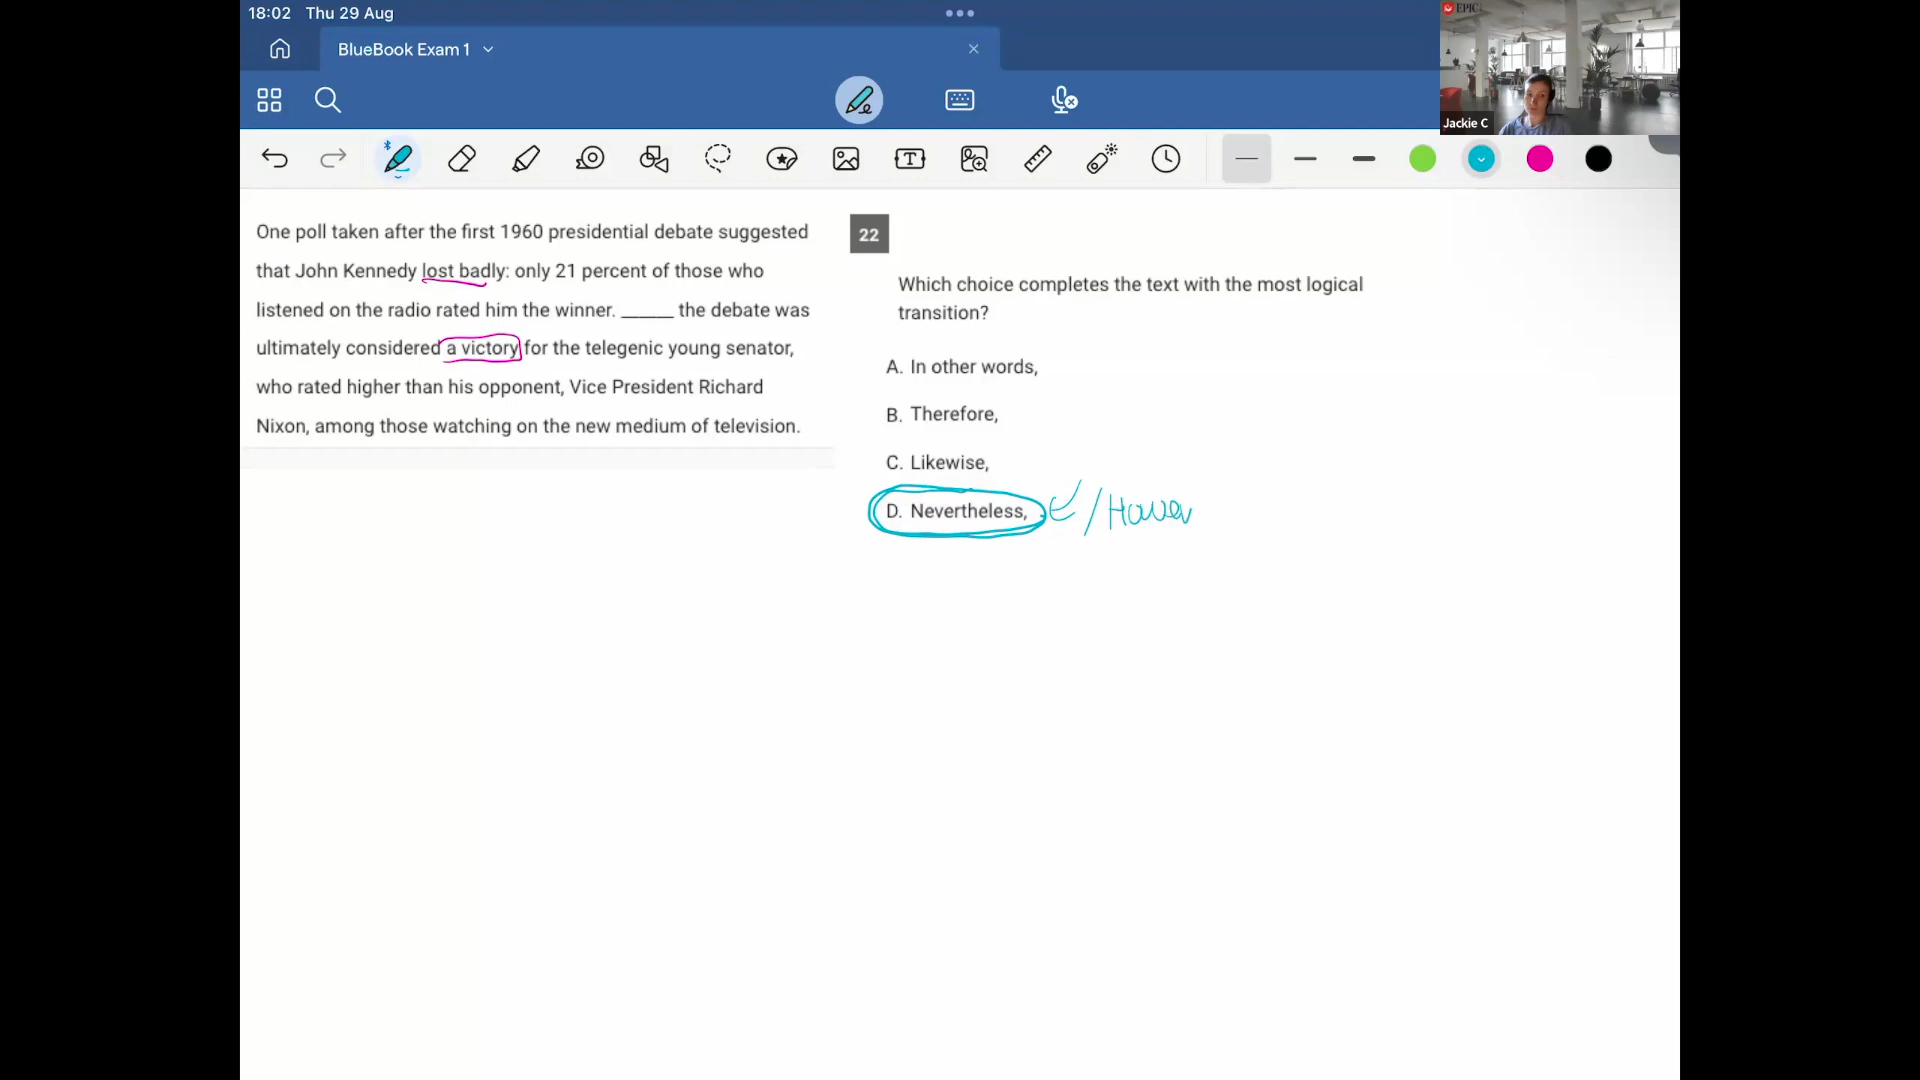 18:02 Thu 29 Aug
BlueBook Exam 1
EPIC
Jackie C
One poll taken after the first 1960 presidential debate suggested
that John Kennedy lost badly: only 21 percent of those who
listened on the radio rated him the winner. ______ the debate was
ultimately considered a victory for the telegenic young senator,
who rated higher than his opponent, Vice President Richard
Nixon, among those watching on the new medium of television.
22
Which choice completes the text with the most logical
transition?
A. In other words,
B. Therefore,
C. Likewise,
D. Nevertheless,